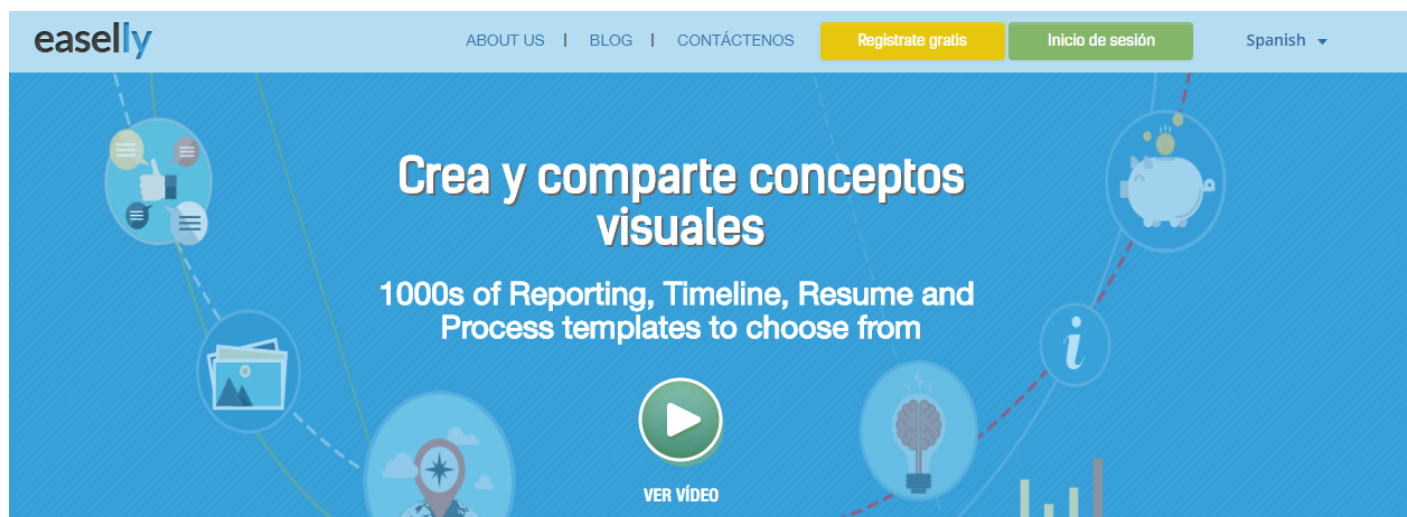 easelly
ABOUT US | BLOG | CONTÁCTENOS
Registrate gratis
Inicio de sesión
Spanish
Crea y comparte conceptos
visuales
1000s of Reporting, Timeline, Resume and
Process templates to choose from
i
VER VÍDEO